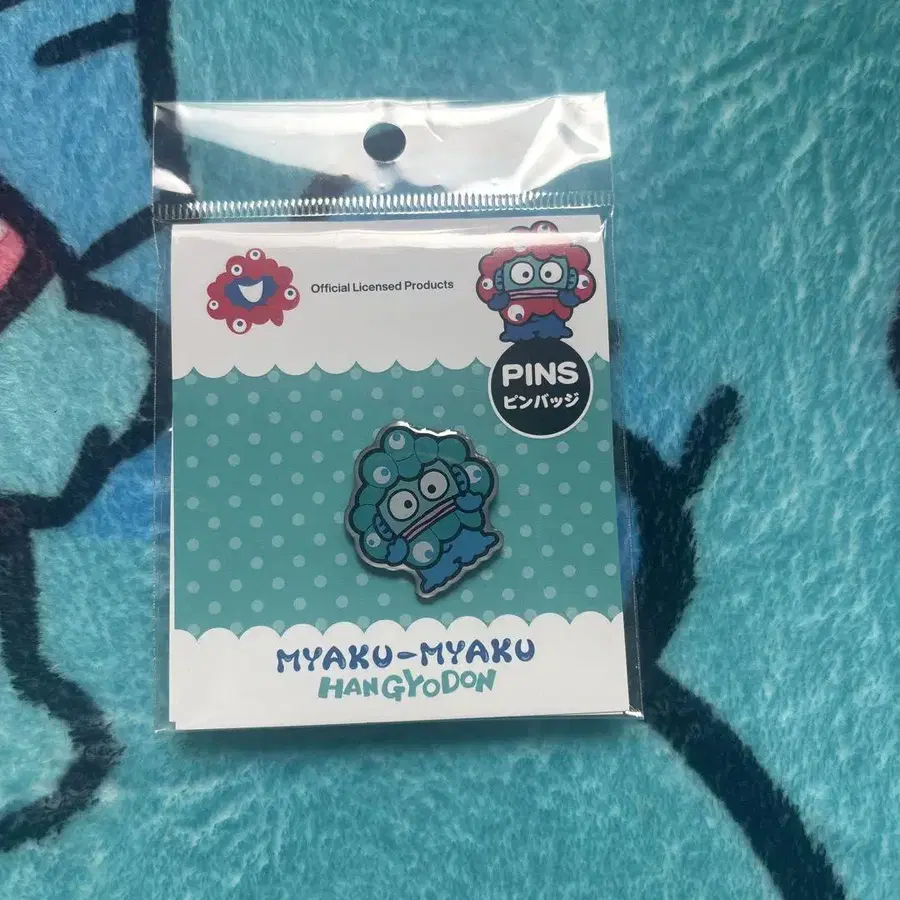 Official Licensed Products
PINS
ピンバッジ
MYAKU-MYAKU
HANGYODON